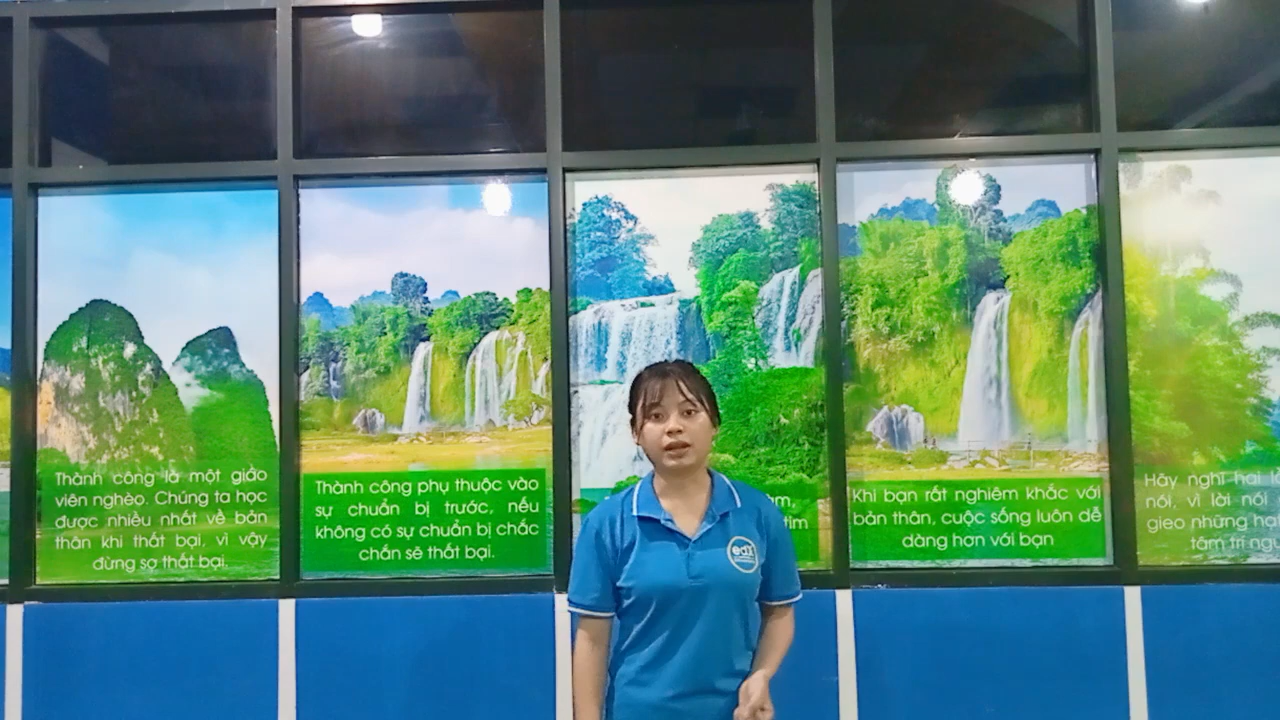 Thành công là một giáo
viên nghèo. Chúng ta học
được nhiều nhất về bản
thân khi thất bại, vì vậy
đừng sợ thất bại.
Thành công phụ thuộc vào
sự chuẩn bị trước, nếu
không có sự chuẩn bị chắc
chắn sẽ thất bại.
tim
Khi bạn rất nghiêm khắc với
bản thân, cuộc sống luôn dễ
dàng hơn với bạn
Hãy nghĩ hai
nói, vì lời nói
gieo những
tâm trí